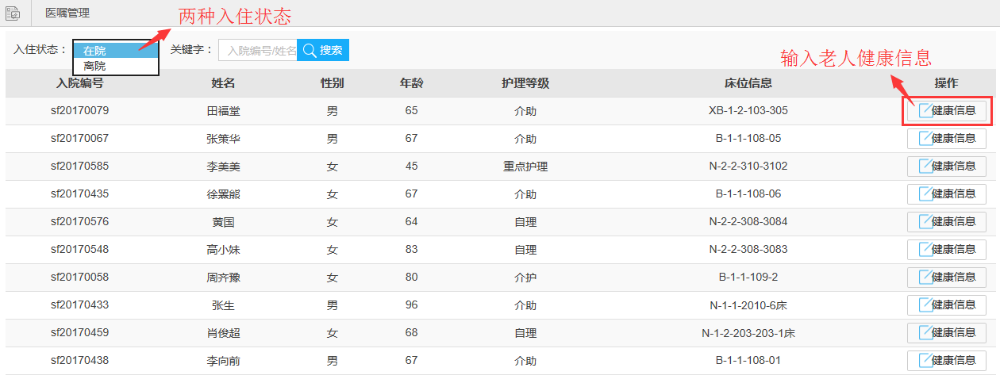 医嘱管理
两种入住状态
入住状态： 在院 关键字： 入院编号/姓名 搜索
离院
输入老人健康信息
入院编号 姓名 性别 年龄 护理等级 床位信息 操作
sf20170079 田福堂 男 65 介助 XB-1-2-103-305 健康信息
sf20170067 张策华 男 67 介助 B-1-1-108-05 健康信息
sf20170585 李美美 女 45 重点护理 N-2-2-310-3102 健康信息
sf20170435 徐罴熊 女 67 介助 B-1-1-108-06 健康信息
sf20170576 黄国 女 64 自理 N-2-2-308-3084 健康信息
sf20170548 高小妹 女 83 自理 N-2-2-308-3083 健康信息
sf20170058 周齐豫 女 80 介护 B-1-1-109-2 健康信息
sf20170433 张生 男 96 介助 N-1-1-2010-6床 健康信息
sf20170459 肖俊超 女 68 自理 N-1-2-203-203-1床 健康信息
sf20170438 李向前 男 67 介助 B-1-1-108-01 健康信息